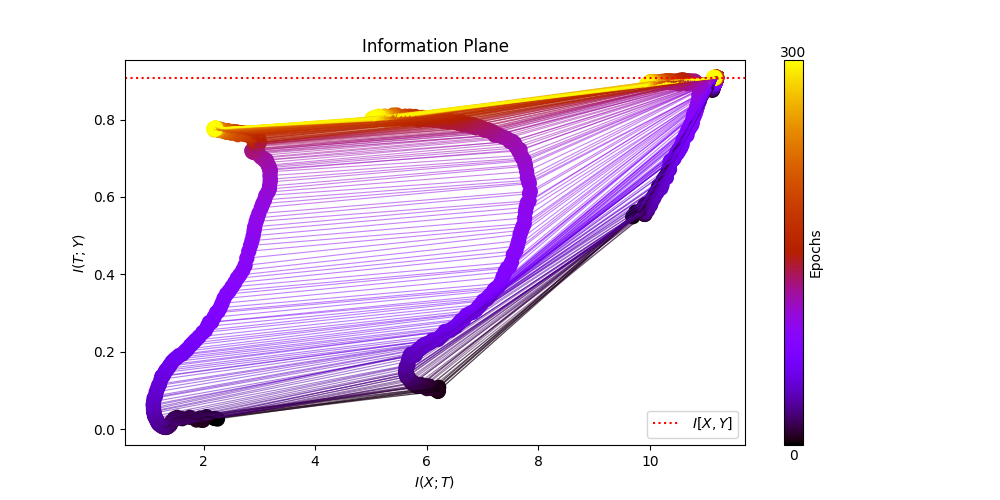 Information Plane
300
0.8
0.6
0.4
0.2
0.0
I(T; Y)
2
4
6
8
10
I(X; T)
I[X, Y]
Epochs
0